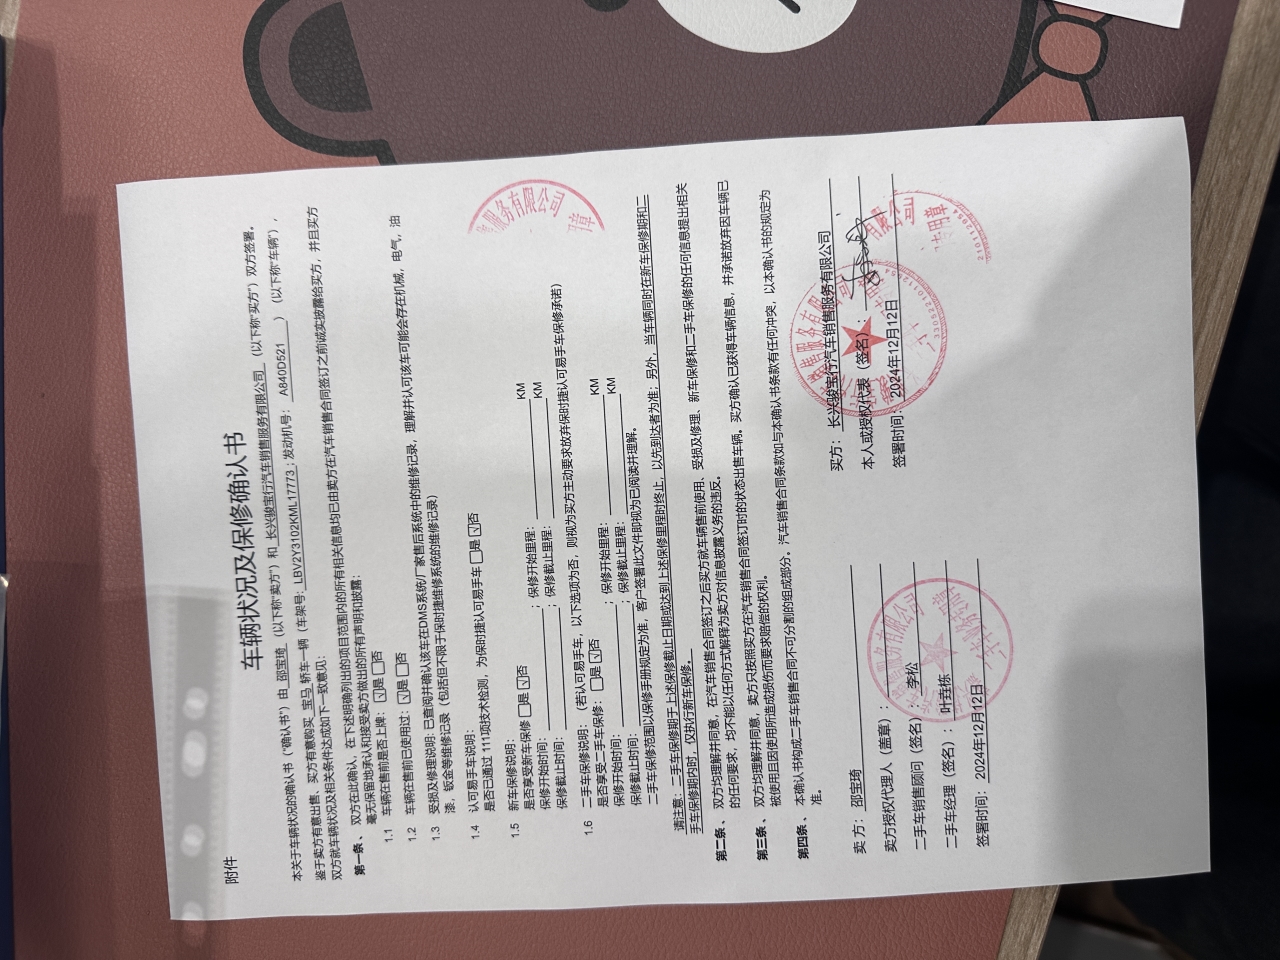 附件
车辆状况及保修确认书
本关于车辆状况的确认书（"确认书"）由 邵宝琦 （以下称"卖方"）和 长兴骏宝行汽车销售服务有限公司 （以下称"买方"）双方签署。
鉴于卖方有意出售、买方有意购买 宝马 轿车一辆（车架号: LBV2Y3102KML17773；发动机号： A840D521 ）（以下称"车辆"），
双方就车辆状况及相关条件达成如下一致意见：
第一条、 双方在此确认，在下述明确列出的项目范围内的所有相关信息均已由卖方在汽车销售合同签订之前诚实披露给买方，并且买方
毫无保留地承认和接受卖方做出的所有声明和披露：
1.1 车辆在售前是否上牌： ☑是 □否
1.2 车辆在售前已使用过： ☑是 □否
1.3 受损及修理说明: 已查阅并确认该车在DMS系统/厂家售后系统中的维修记录，理解并认可该车可能会存在机械，电气，油
漆，钣金等维修记录（包括但不限于保时捷维修系统的维修记录）
1.4 认可易手车说明：
是否已通过 111项技术检测，为保时捷认可易手车 □是 ☑否
1.5 新车保修说明：
是否享受新车保修 □是 ☑否
保修开始时间： ； 保修开始里程： KM
保修截止时间： ； 保修截止里程： KM
1.6 二手车保修说明：（若认可易手车，以下选项为否，则视为买方主动要求放弃保时捷认可易手车保修承诺）
是否享受二手车保修： □是 ☑否
保修开始时间： ； 保修开始里程： KM
保修截止时间： ； 保修截止里程： KM
二手车保修范围以保修手册规定为准，客户签署此文件即视为已阅读并理解。
请注意：二手车保修期于上述保修截止日期或达到上述保修里程时终止，以先到达者为准；另外，当车辆同时在新车保修期和二
手车保修期内时，仅执行新车保修。
第二条 、 双方均理解并同意，在汽车销售合同签订之后买方就车辆售前使用、受损及修理、新车保修和二手车保修的任何信息提出相关
的任何要求，均不能以任何方式解释为卖方对信息披露义务的违反。
第三条 、 双方均理解并同意，卖方只按照买方在汽车销售合同签订时的状态出售车辆。买方确认已获得车辆信息，并承诺放弃因车辆已
被使用且因使用所造成损伤而要求赔偿的权利。
第四条 、 本确认书构成二手车销售合同不可分割的组成部分。汽车销售合同条款如与本确认书条款有任何冲突，以本确认书的规定为
准。
卖 方： 邵宝琦
卖方授权代理人（盖章）:
二手车销售顾问（签名）: 李松
二手车经理（签名）： 叶垚栋
签署时间： 2024年12月12日
买方： 长兴骏宝行汽车销售服务有限公司
本人或授权代表（签名）:
签署时间： 2024年12月12日
服务有限公司
章
售服务有限公司
有限公司
专用章